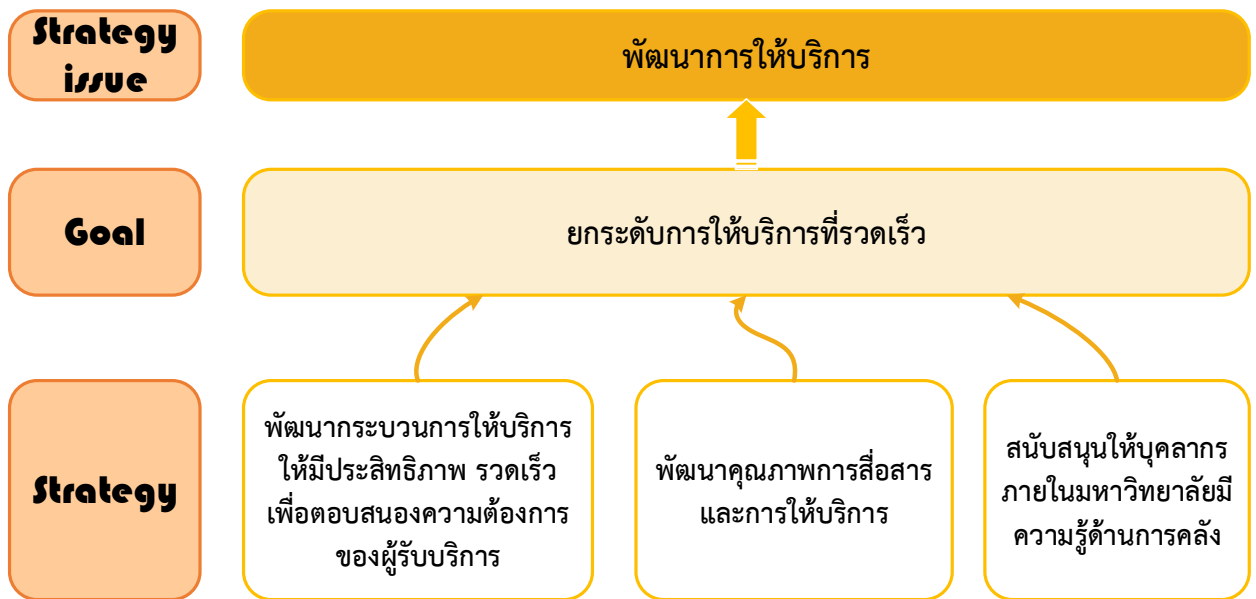 Strategy
issue
พัฒนาการให้บริการ
Goal
ยกระดับการให้บริการที่รวดเร็ว
Strategy
พัฒนากระบวนการให้บริการ
ให้มีประสิทธิภาพ รวดเร็ว
เพื่อตอบสนองความต้องการ
ของผู้รับบริการ
พัฒนาคุณภาพการสื่อสาร
และการให้บริการ
สนับสนุนให้บุคลากร
ภายในมหาวิทยาลัยมี
ความรู้ด้านการคลัง